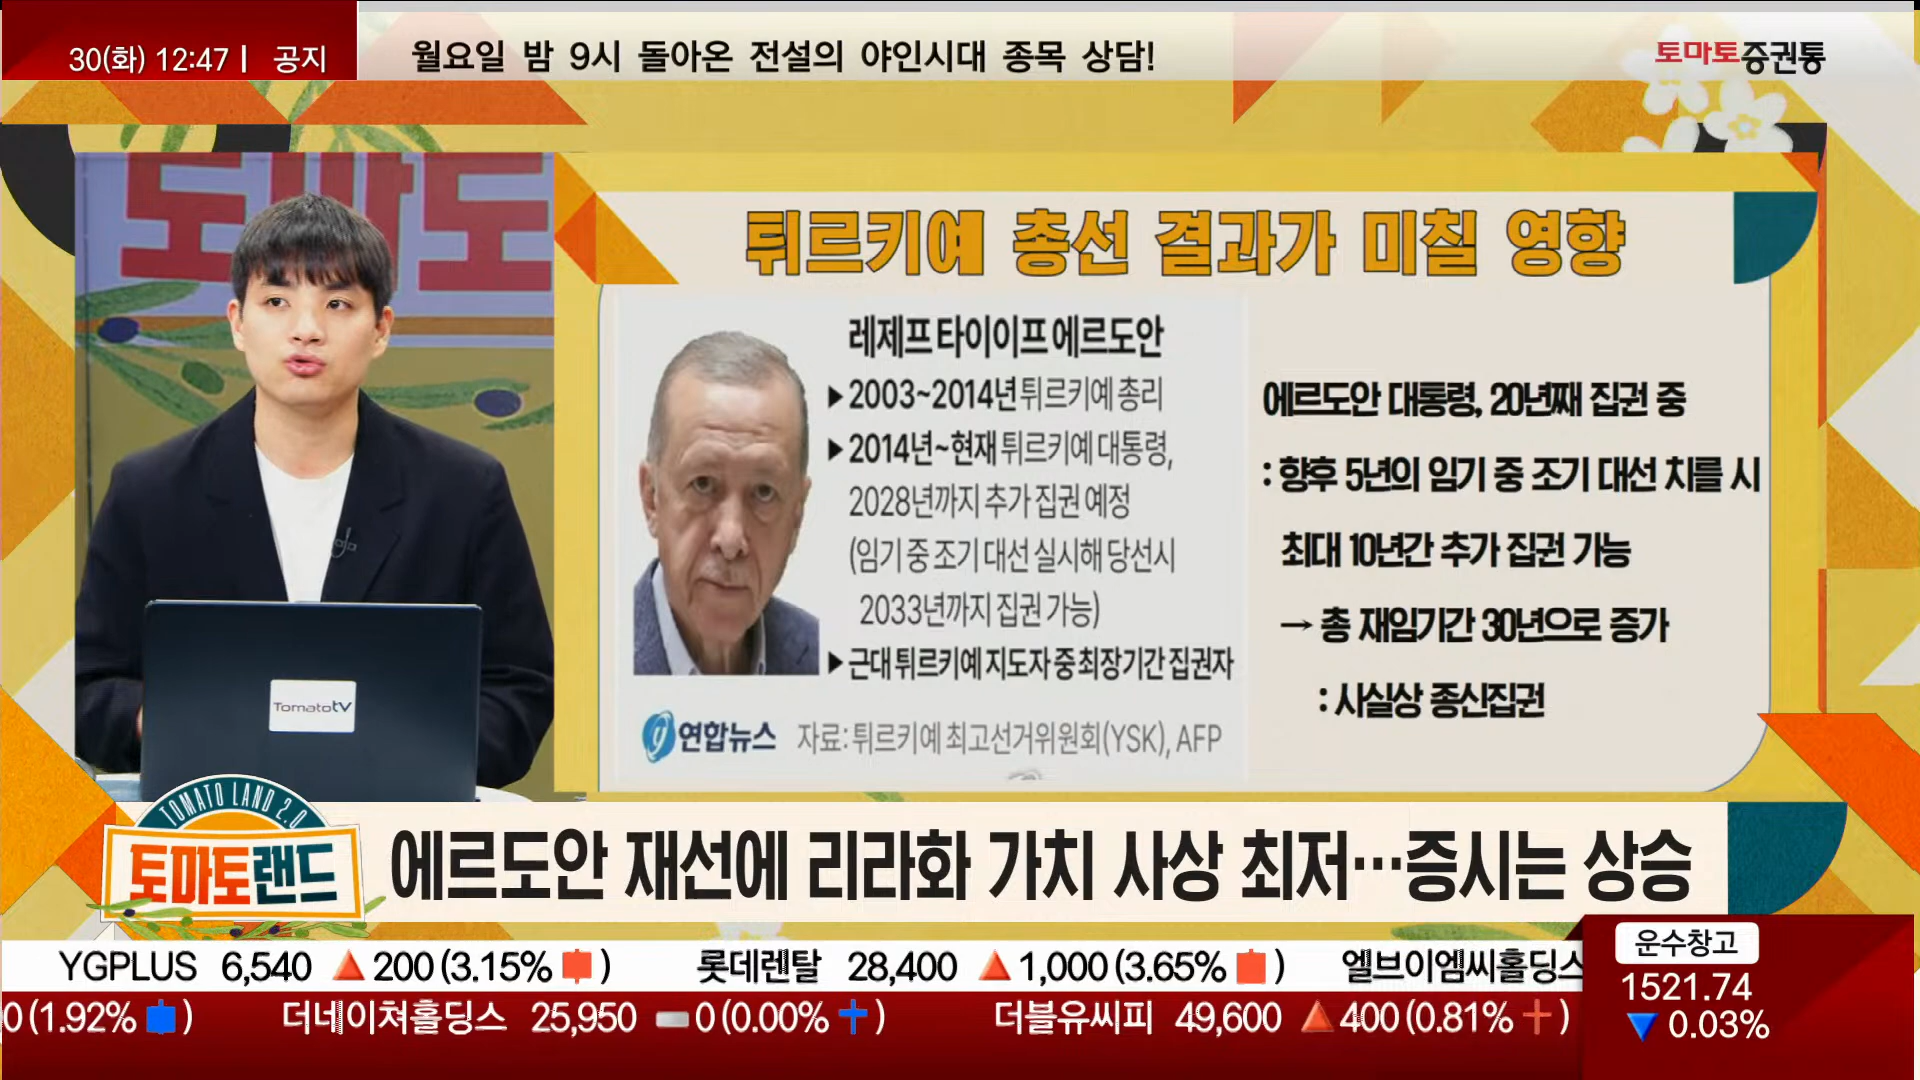 30(화) 12:47 | 공지
월요일 밤 9시 돌아온 전설의 야인시대 종목 상담!
토마토증권통
토마토
튀르키예 총선 결과가 미칠 영향
레제프 타이이프 에르도안
▶2003~2014년 튀르키예 총리
▶2014년~현재 튀르키예 대통령,
2028년까지 추가 집권 예정
(임기 중 조기 대선 실시해 당선시
2033년까지 집권 가능)
▶근대 튀르키예 지도자 중 최장기간 집권자
연합뉴스 자료: 튀르키예 최고선거위원회(YSK), AFP
에르도안 대통령, 20년째 집권 중
: 향후 5년의 임기 중 조기 대선 치를 시
최대 10년간 추가 집권 가능
→ 총 재임기간 30년으로 증가
: 사실상 종신집권
TomatotV
TOMATO LAND 2.0
토마토랜드
에르도안 재선에 리라화 가치 사상 최저…증시는 상승
YGPLUS 6,540 ▲200(3.15% ) 롯데렌탈 28,400 ▲1,000(3.65% ) 엘브이엠씨홀딩스
0(1.92% ) 더네이쳐홀딩스 25,950 0(0.00% + ) 더블유씨피 49,600 ▲400(0.81% + )
운수창고
1521.74
▼ 0.03%